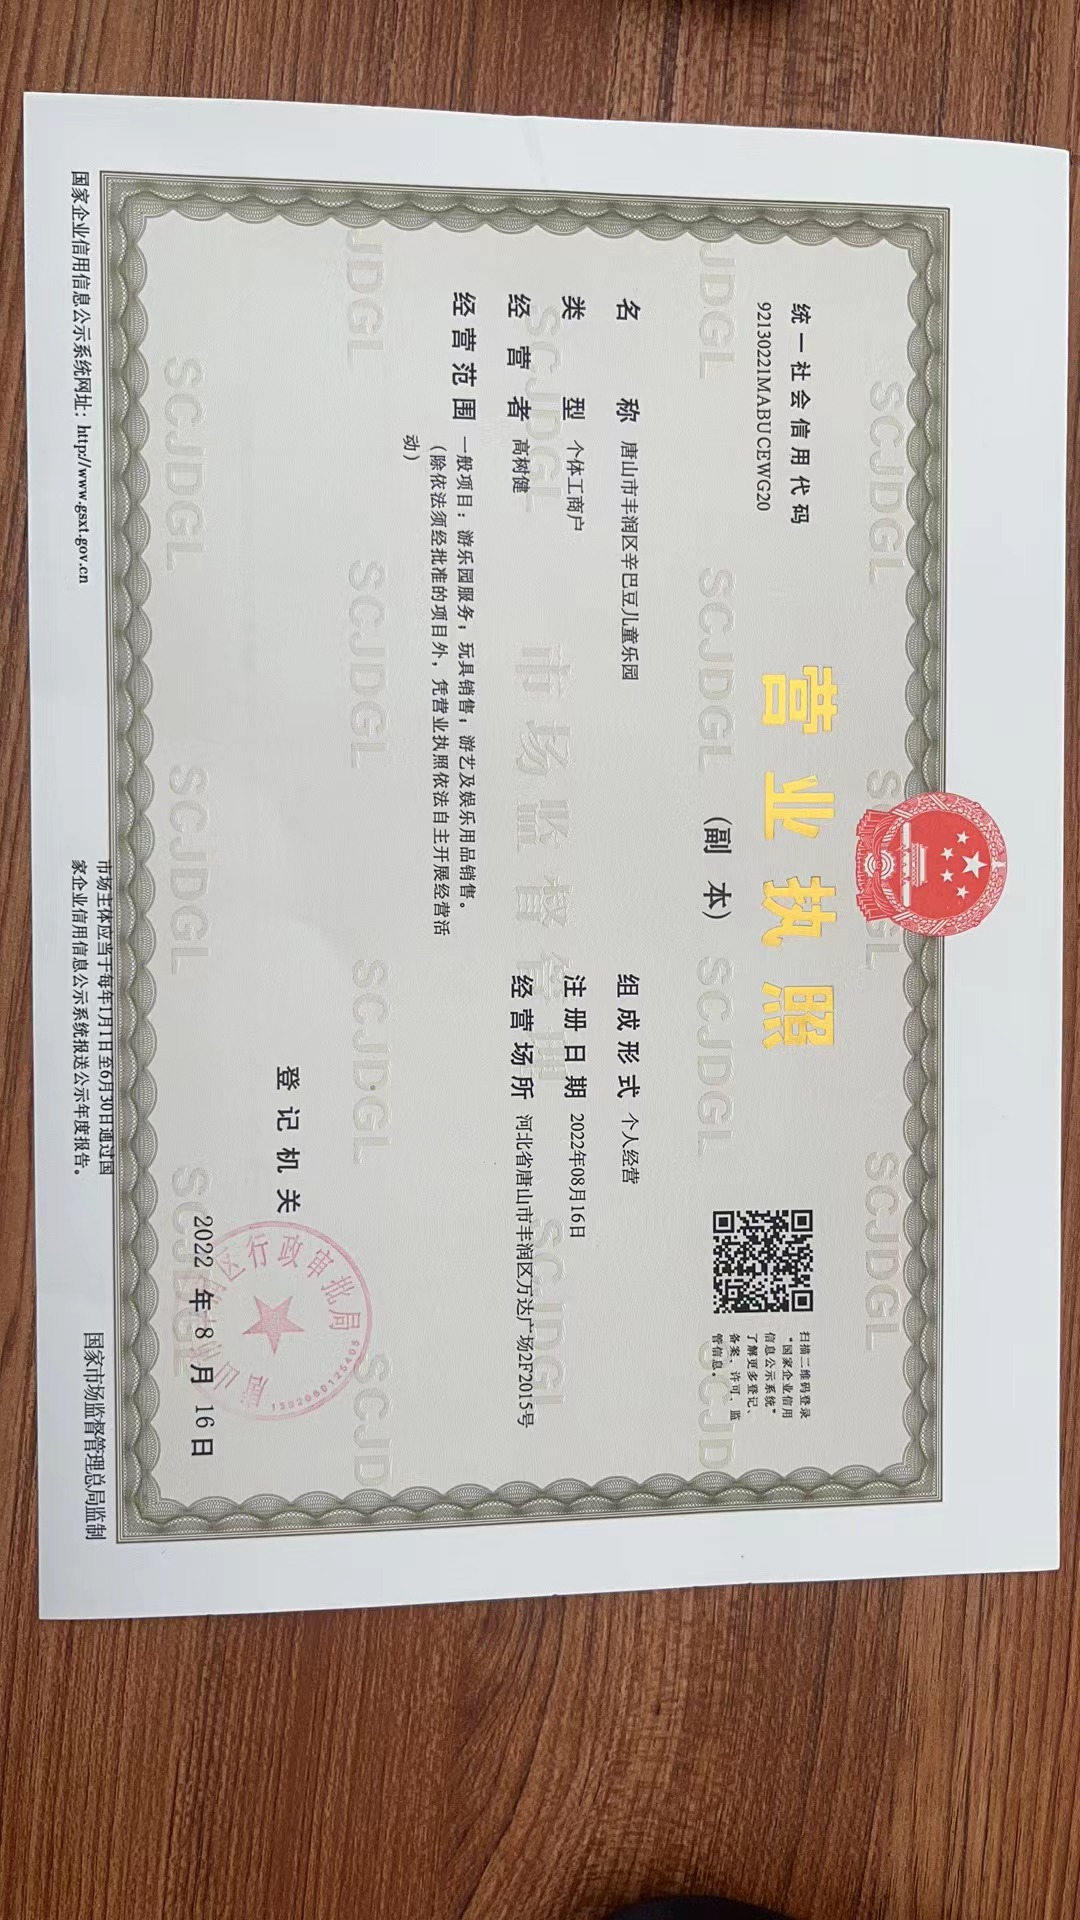 统一社会信用代码
92130221MABUCEWG20
营业执照
(副 本)
扫描二维码登录
“国家企业信用
信息公示系统”
了解更多登记、
备案、许可、监
管信息。
名 称 唐山市丰润区辛巴豆儿童乐园
类 型 个体工商户
经 营 者 高树健
经营范围 一般项目：游乐园服务；玩具销售；游艺及娱乐用品销售。
（除依法须经批准的项目外，凭营业执照依法自主开展经营活
动）
组成形式 个人经营
注册日期 2022年08月16日
经营场所 河北省唐山市丰润区万达广场2F2015号
市场监督管理
SCJDGL
登记机关
区行政审批局
唐山
2022 年 8 月 16 日
国家企业信用信息公示系统网址：http://www.gsxt.gov.cn
市场主体应当于每年1月1日至6月30日通过国
家企业信用信息公示系统报送公示年度报告。
国家市场监督管理总局监制